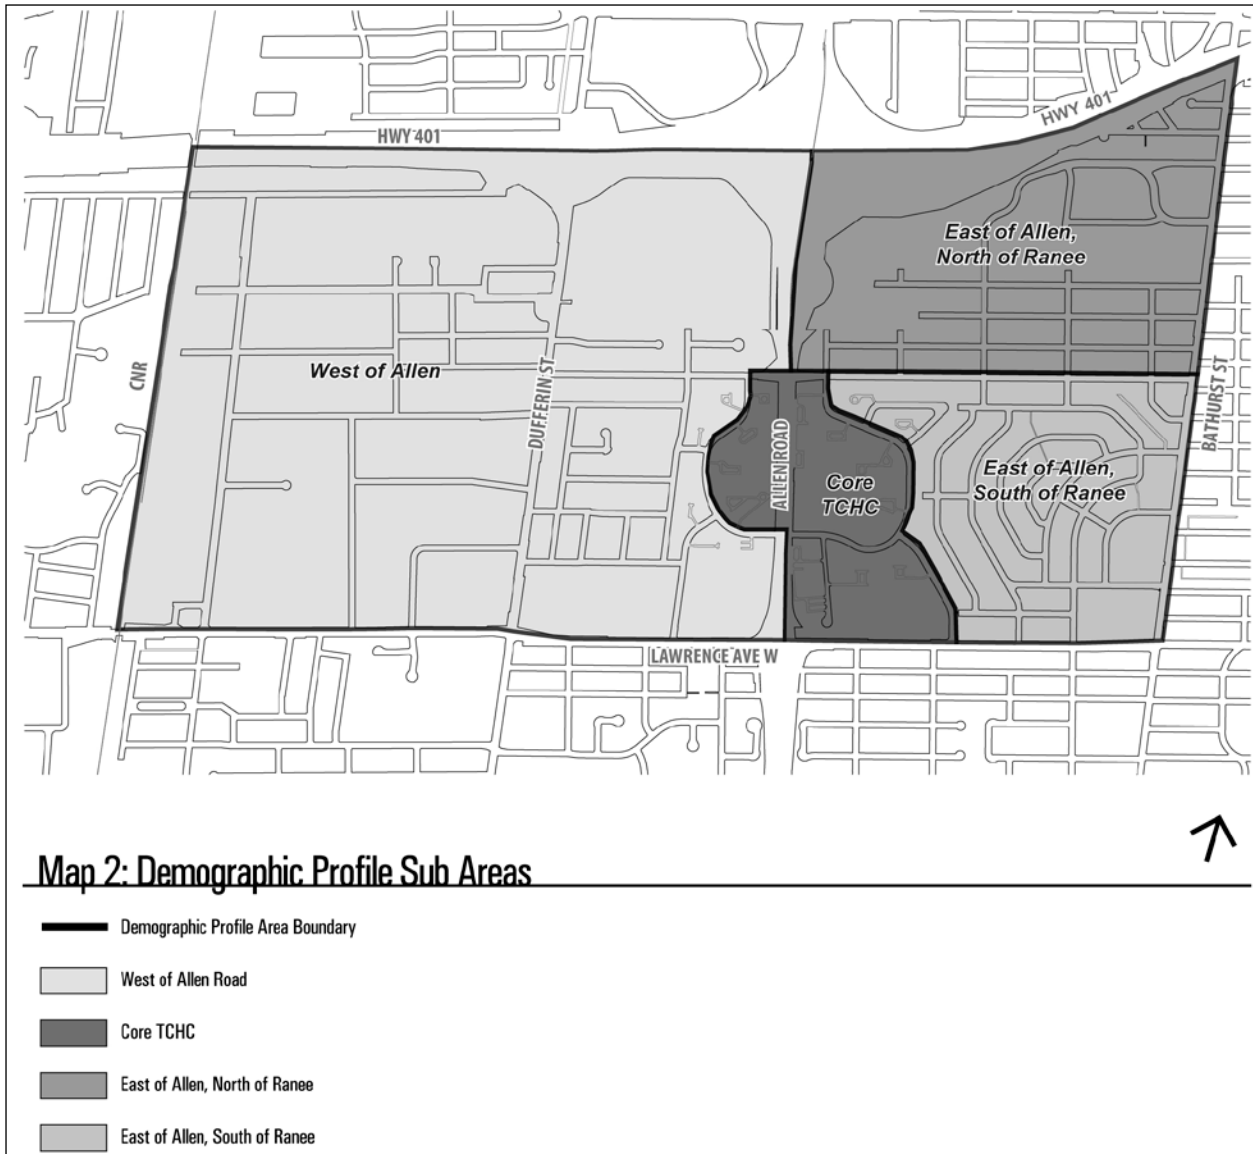 HWY 401
HWY 401
East of Allen,
North of Ranee
CNR
West of Allen
DUFFERIN ST
BATHURST ST
ALLEN ROAD
Core
TCHC
East of Allen,
South of Ranee
LAWRENCE AVE W
Map 2: Demographic Profile Sub Areas
Demographic Profile Area Boundary
West of Allen Road
Core TCHC
East of Allen, North of Ranee
East of Allen, South of Ranee